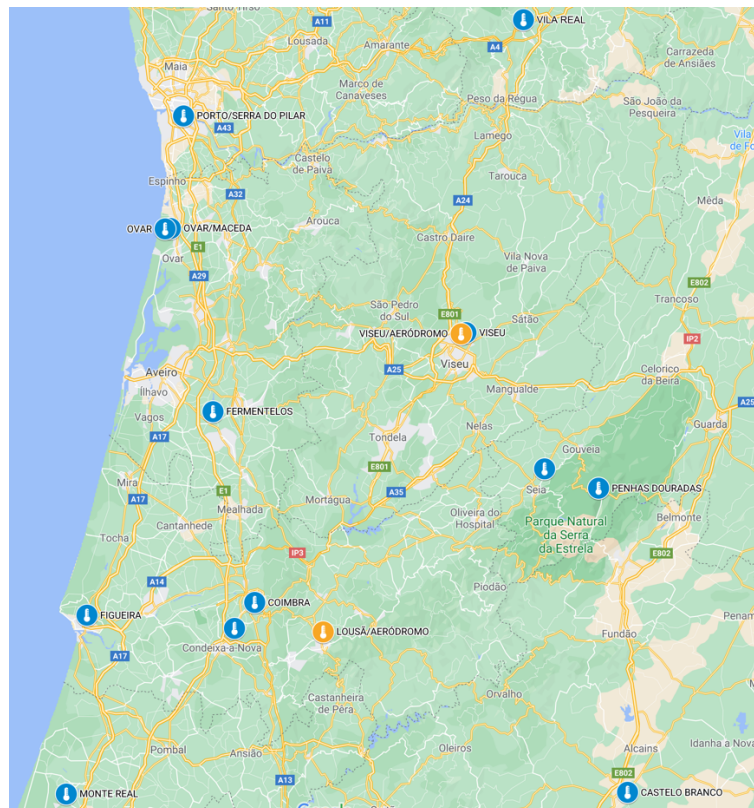 Santo Tirso
A11
VILA REAL
Lousada
Amarante
A4
Carrazeda
de Ansiães
Maia
Marco de
Canaveses
Peso da Régua
São João da
Pesqueira
PORTO/SERRA DO PILAR
A43
Lamego
Vila
de Fo
Castelo
de Paiva
Espinho
A32
Tarouca
A24
Mêda
Arouca
OVAR
OVAR/MACEDA
E1
Ovar
Castro Daire
Vila Nova
de Paiva
A29
E802
São Pedro
do Sul
Trancoso
E801
Sátão
VISEU/AERÓDROMO
VISEU
IP2
Aveiro
Viseu
A25
Celorico
da Beira
Ílhavo
Mangualde
Vagos
FERMENTELOS
A25
A17
Nelas
Guarda
Tondela
Gouveia
E801
Mira
E1
A35
Seia
PENHAS DOURADAS
A17
Mortágua
Mealhada
Oliveira do
Hospital
Belmonte
Cantanhede
Parque Natural
da Serra
da Estrela
Tocha
IP3
E802
A14
Piodão
COIMBRA
FIGUEIRA
LOUSÃ/AERÓDROMO
Fundão
Penam
Condeixa-a-Nova
A17
Castanheira
de Pêra
Orvalho
Pombal
Ansião
Oleiros
Alcains
Idanha a Nova
A13
E802
MONTE REAL
CASTELO BRANCO